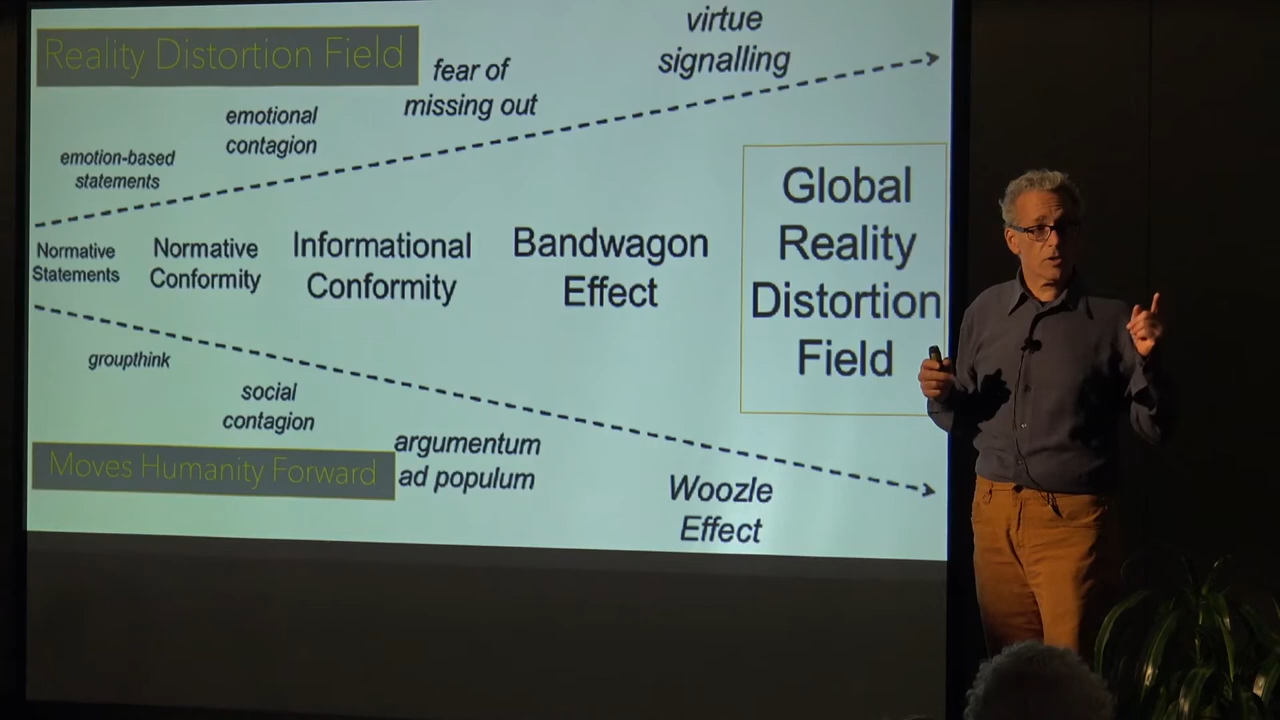 Reality Distortion Field
virtue
signalling
fear of
missing out
emotional
contagion
emotion-based
statements
Normative
Statements
Normative
Conformity
Informational
Conformity
Bandwagon
Effect
Global
Reality
Distortion
Field
groupthink
social
contagion
argumentum
ad populum
Moves Humanity Forward
Woozle
Effect